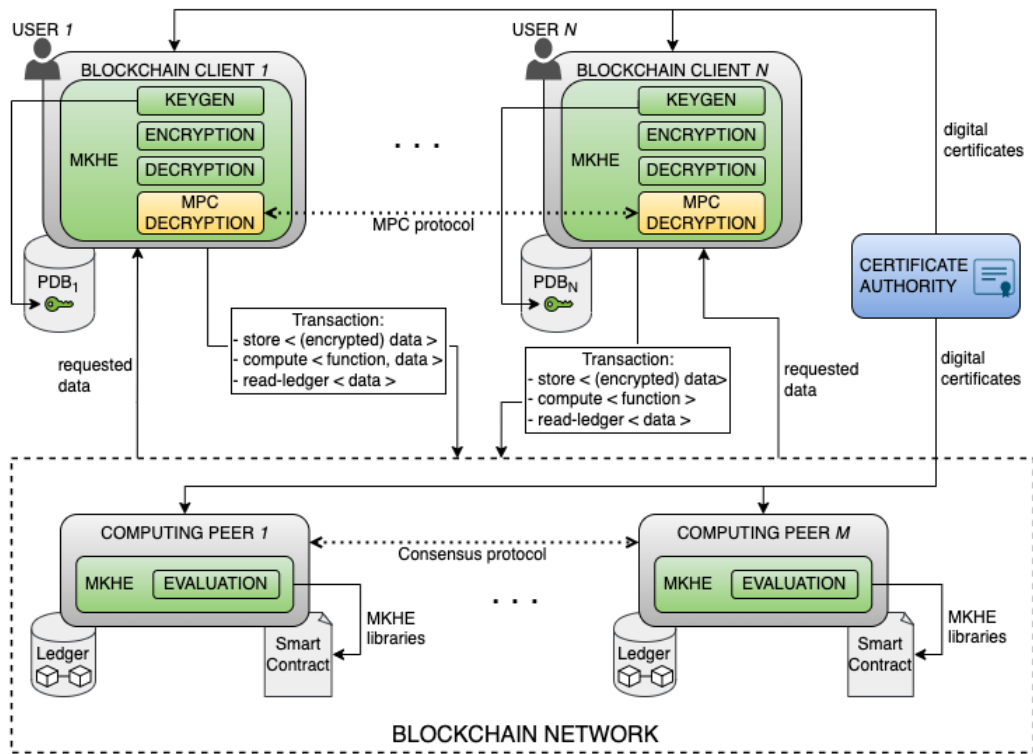 USER 1
USER N
BLOCKCHAIN CLIENT 1
KEYGEN
ENCRYPTION
MKHE
DECRYPTION
MPC
DECRYPTION
PDB1
. . .
MPC protocol
BLOCKCHAIN CLIENT N
KEYGEN
ENCRYPTION
MKHE
DECRYPTION
MPC
DECRYPTION
PDBN
digital
certificates
CERTIFICATE
AUTHORITY
digital
certificates
requested
data
Transaction:
- store < (encrypted) data >
- compute < function, data >
- read-ledger < data >
Transaction:
- store < (encrypted) data>
- compute < function >
- read-ledger < data >
requested
data
COMPUTING PEER 1
MKHE
EVALUATION
MKHE
libraries
Ledger
Smart
Contract
Consensus protocol
. . .
COMPUTING PEER M
MKHE
EVALUATION
MKHE
libraries
Ledger
Smart
Contract
BLOCKCHAIN NETWORK